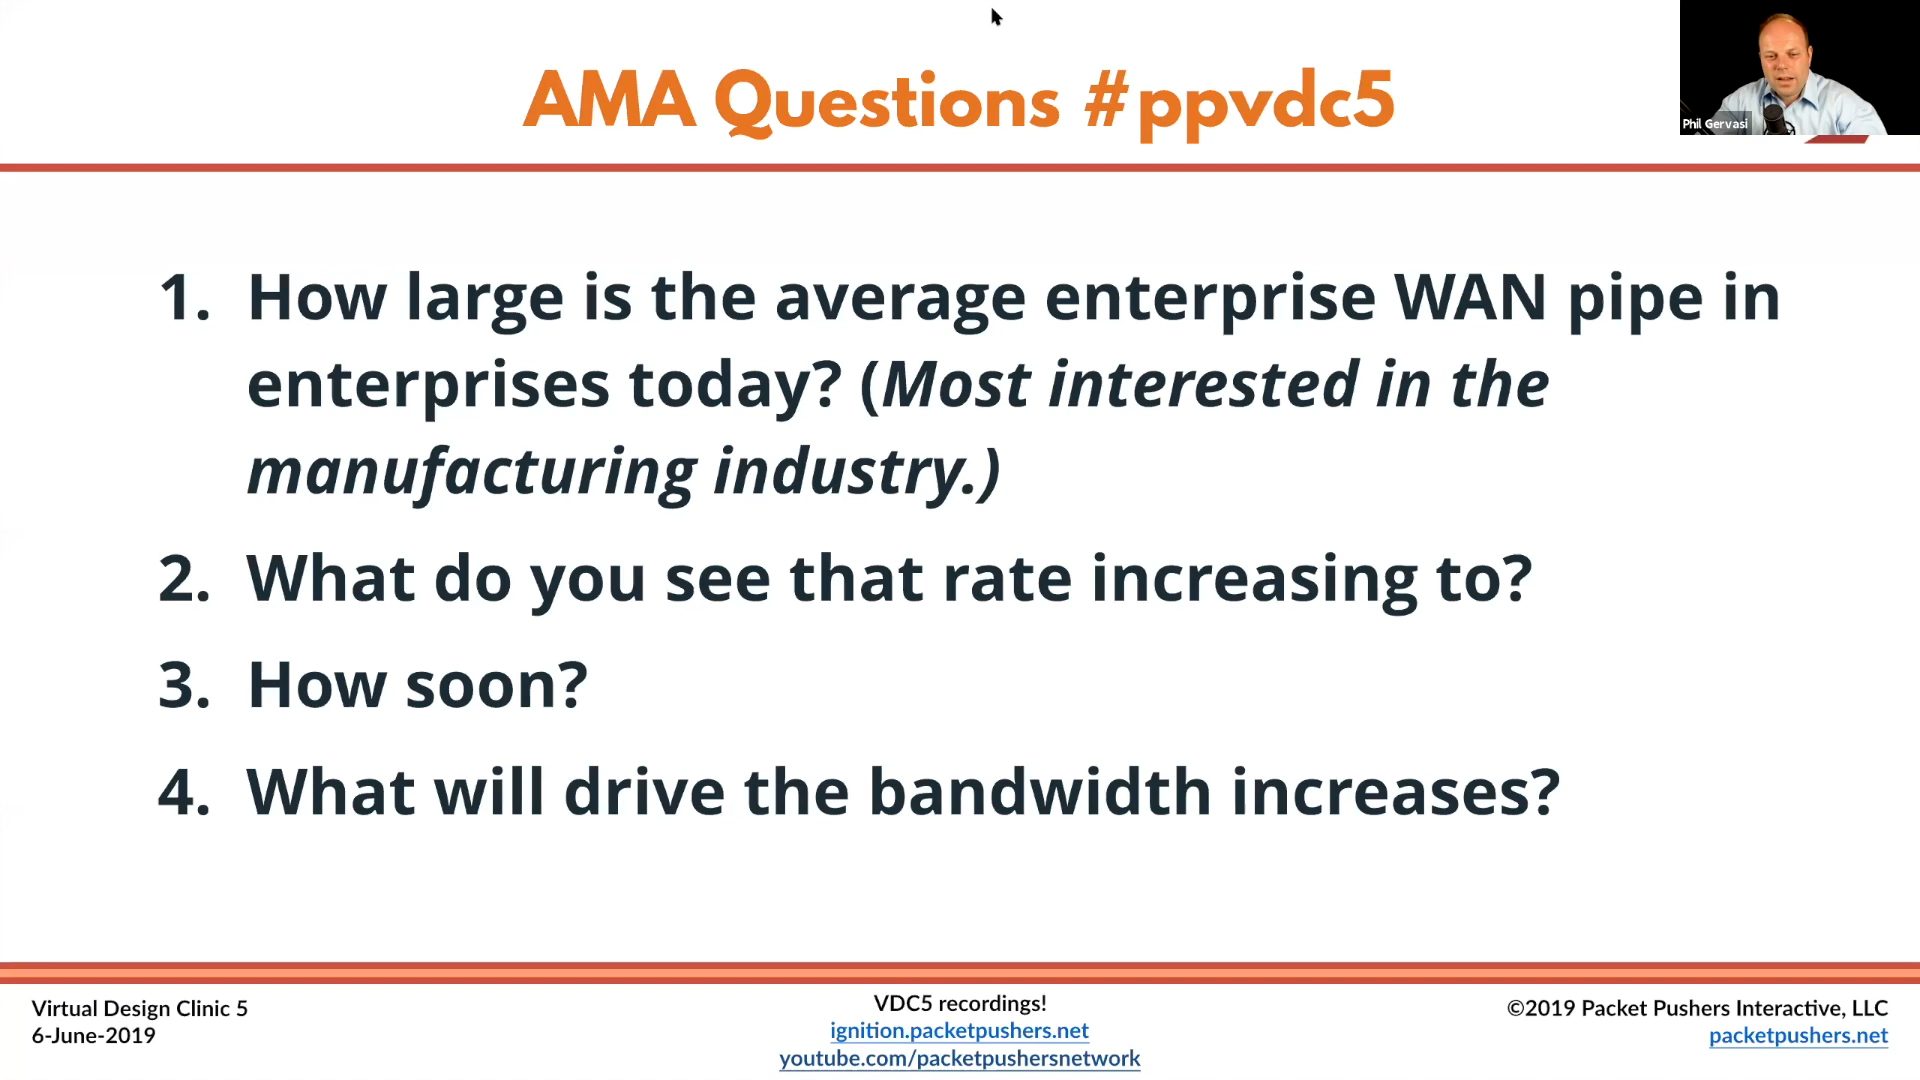 AMA Questions #ppvdc5
Phil Gervasi
1. How large is the average enterprise WAN pipe in
enterprises today? (Most interested in the
manufacturing industry.)
2. What do you see that rate increasing to?
3. How soon?
4. What will drive the bandwidth increases?
Virtual Design Clinic 5
6-June-2019
VDC5 recordings!
ignition.packetpushers.net
youtube.com/packetpushersnetwork
©2019 Packet Pushers Interactive, LLC
packetpushers.net